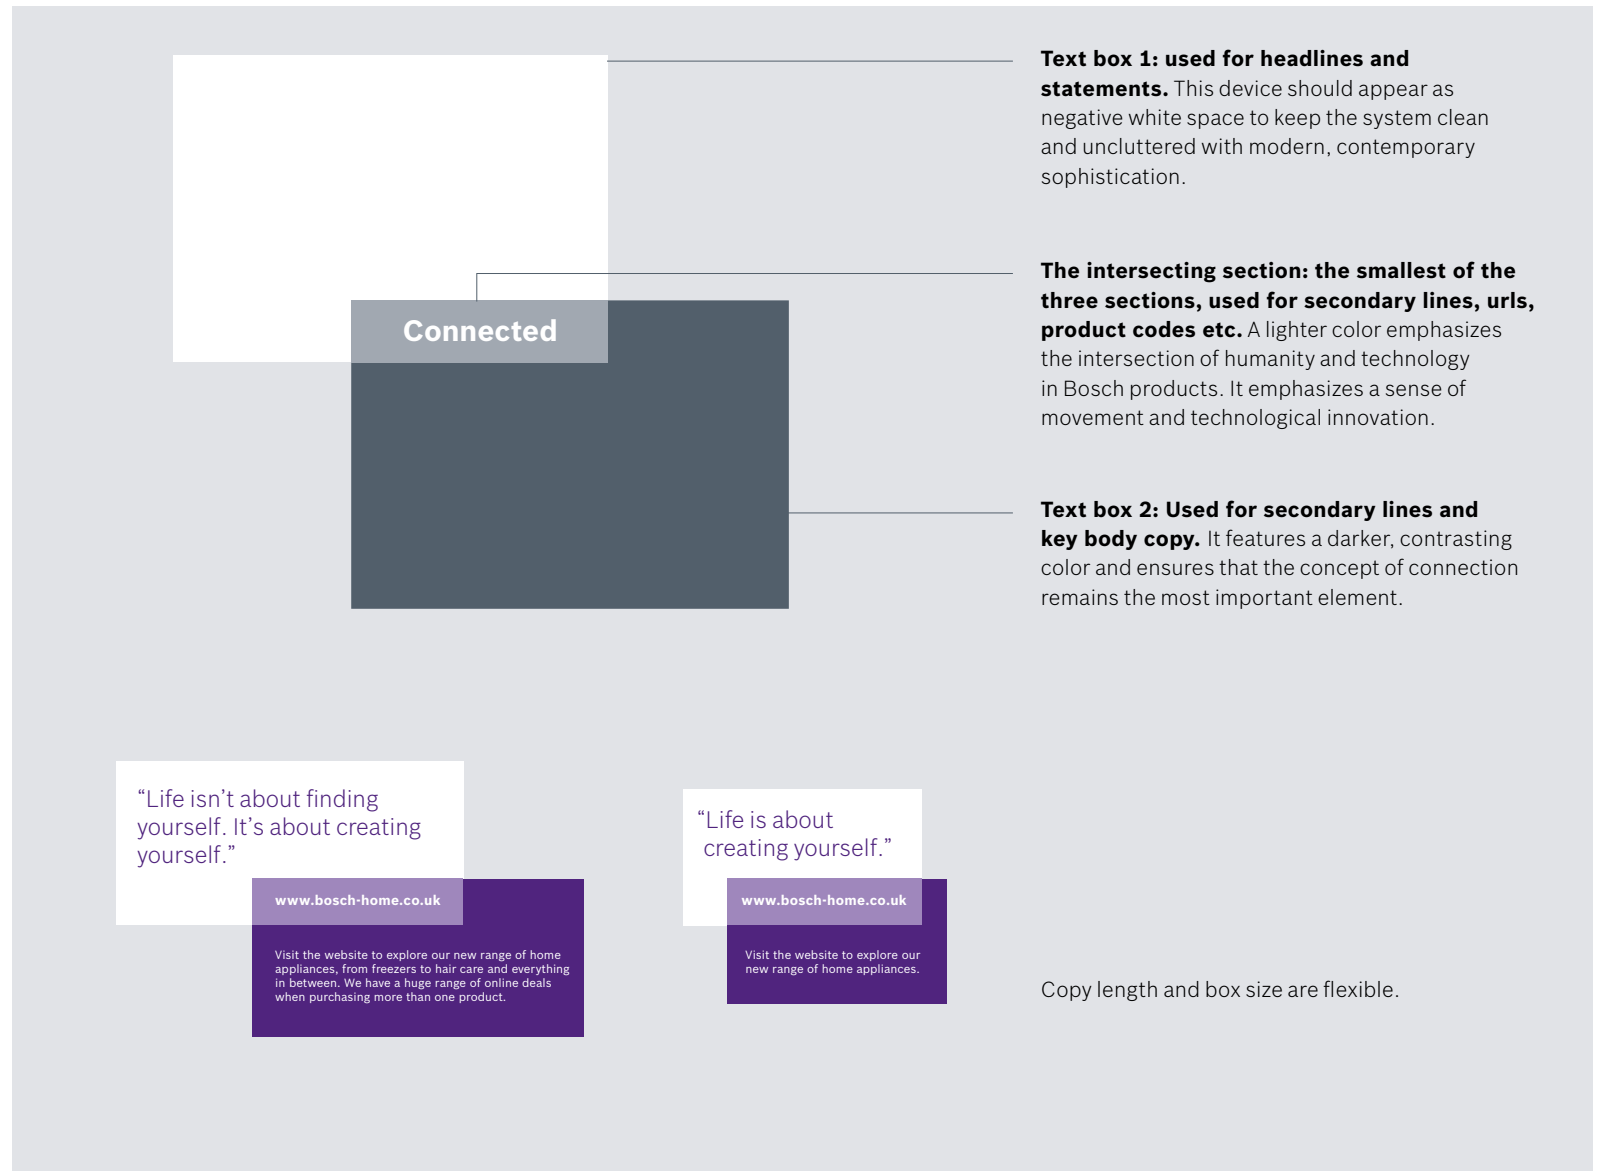 Text box 1: used for headlines and
statements. This device should appear as
negative white space to keep the system clean
and uncluttered with modern, contemporary
sophistication.
The intersecting section: the smallest of the
three sections, used for secondary lines, urls,
product codes etc. A lighter color emphasizes
the intersection of humanity and technology
in Bosch products. It emphasizes a sense of
movement and technological innovation.
Connected
Text box 2: Used for secondary lines and
key body copy. It features a darker, contrasting
color and ensures that the concept of connection
remains the most important element.
“Life isn’t about finding
yourself. It’s about creating
yourself.”
www.bosch-home.co.uk
Visit the website to explore our new range of home
appliances, from freezers to hair care and everything
in between. We have a huge range of online deals
when purchasing more than one product.
“Life is about
creating yourself.”
www.bosch-home.co.uk
Visit the website to explore our
new range of home appliances.
Copy length and box size are flexible.